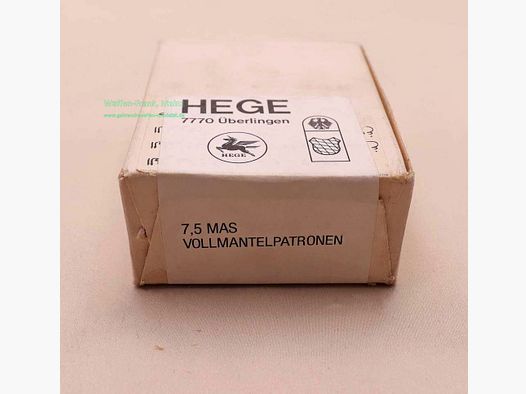 HEGE
7770 Überlingen
HEGE
7,5 MAS
VOLLMANTELPATRONEN